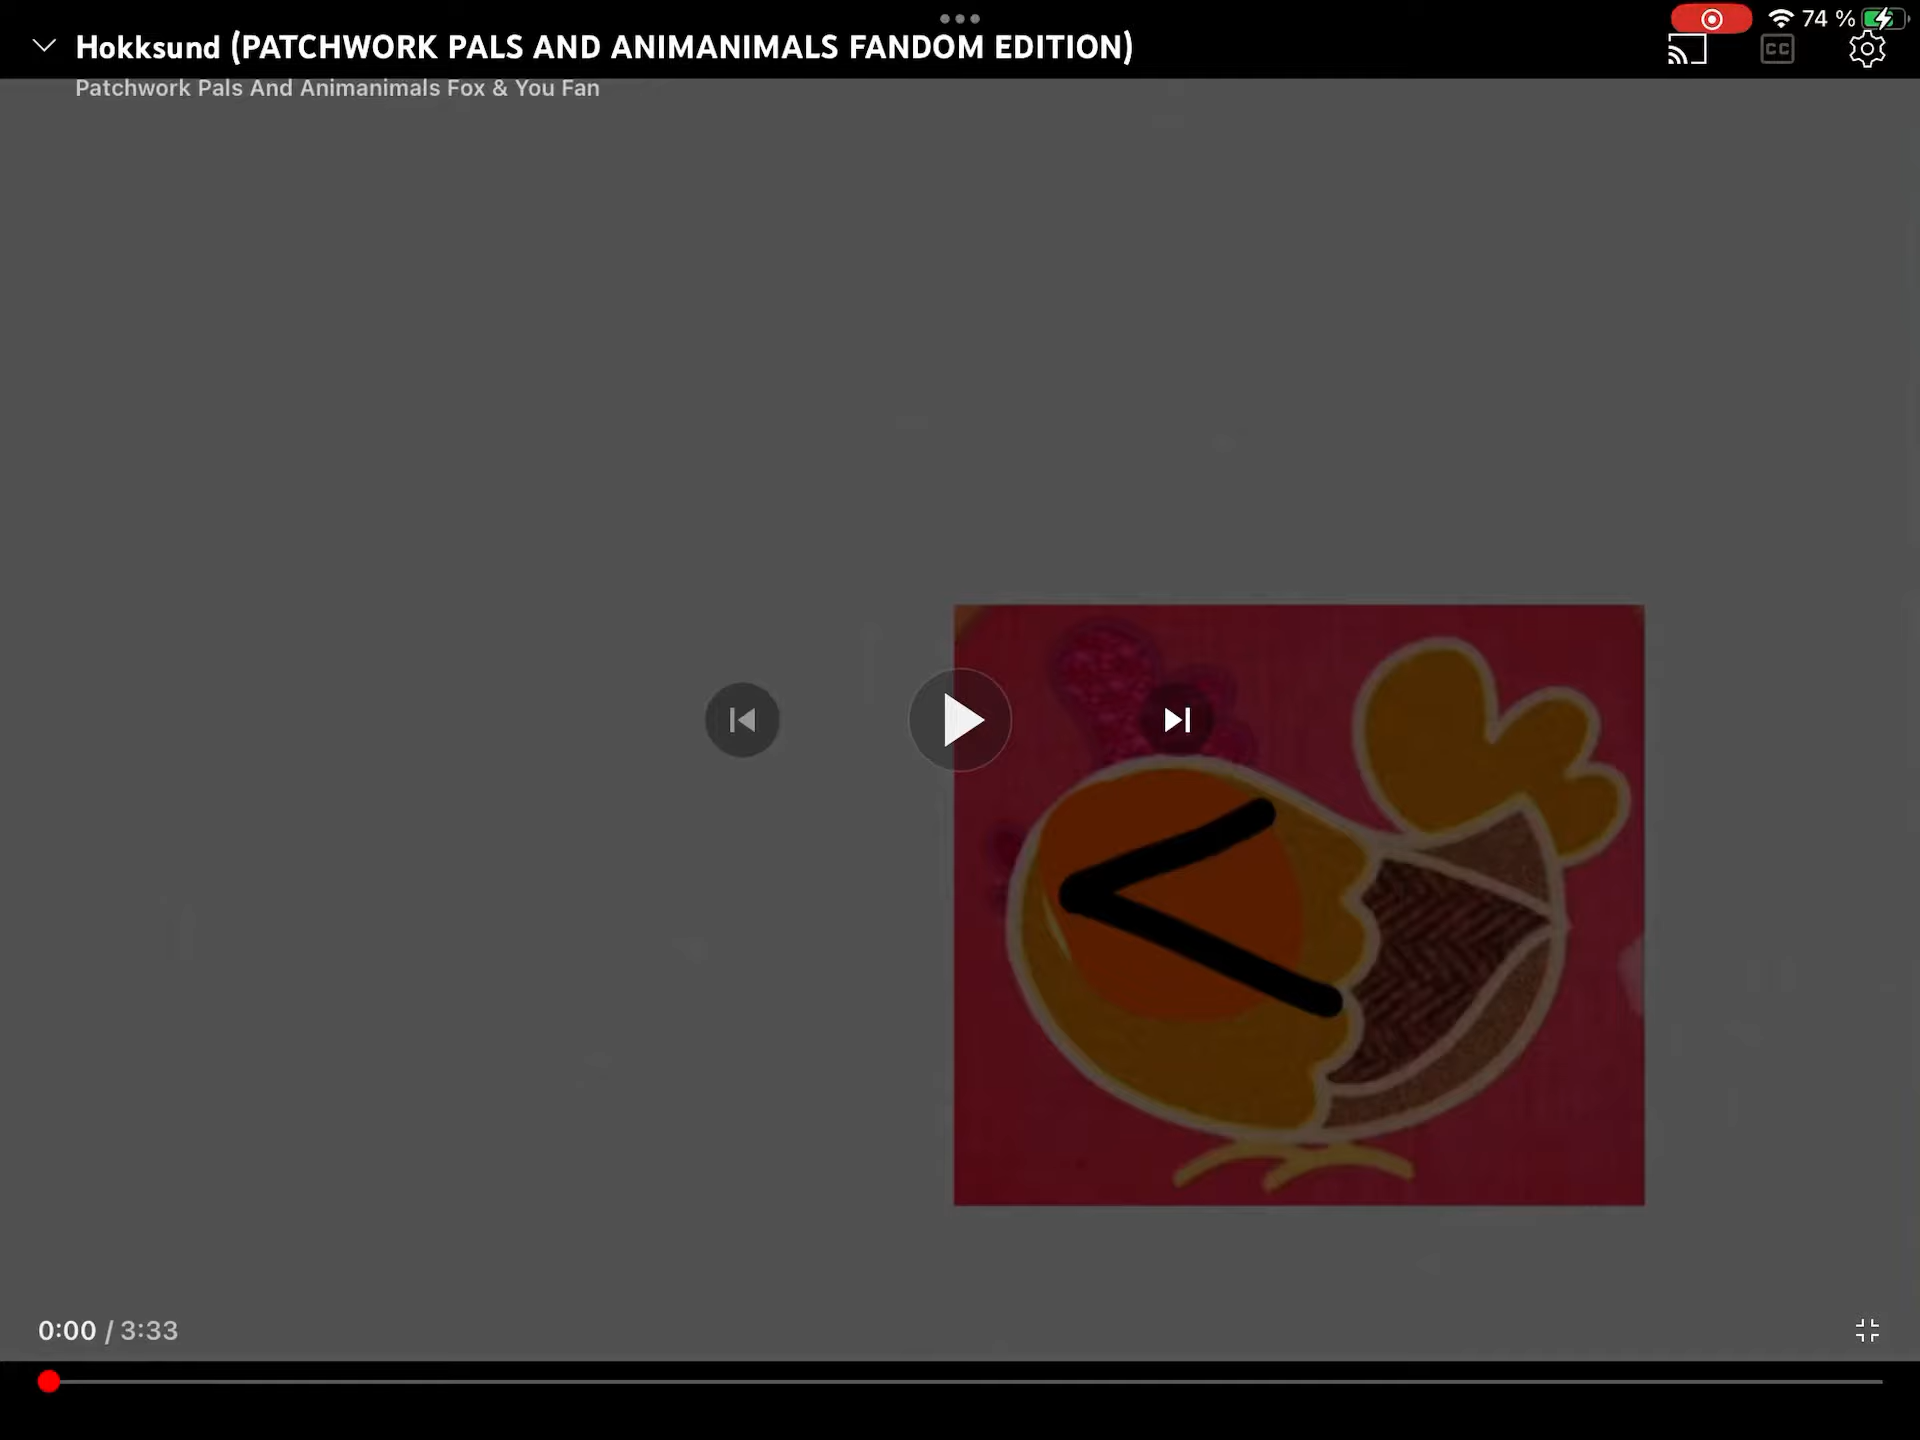 74 %
Hokksund (PATCHWORK PALS AND ANIMANIMALS FANDOM EDITION)
CC
Patchwork Pals And Animanimals Fox & You Fan
0:00 / 3:33